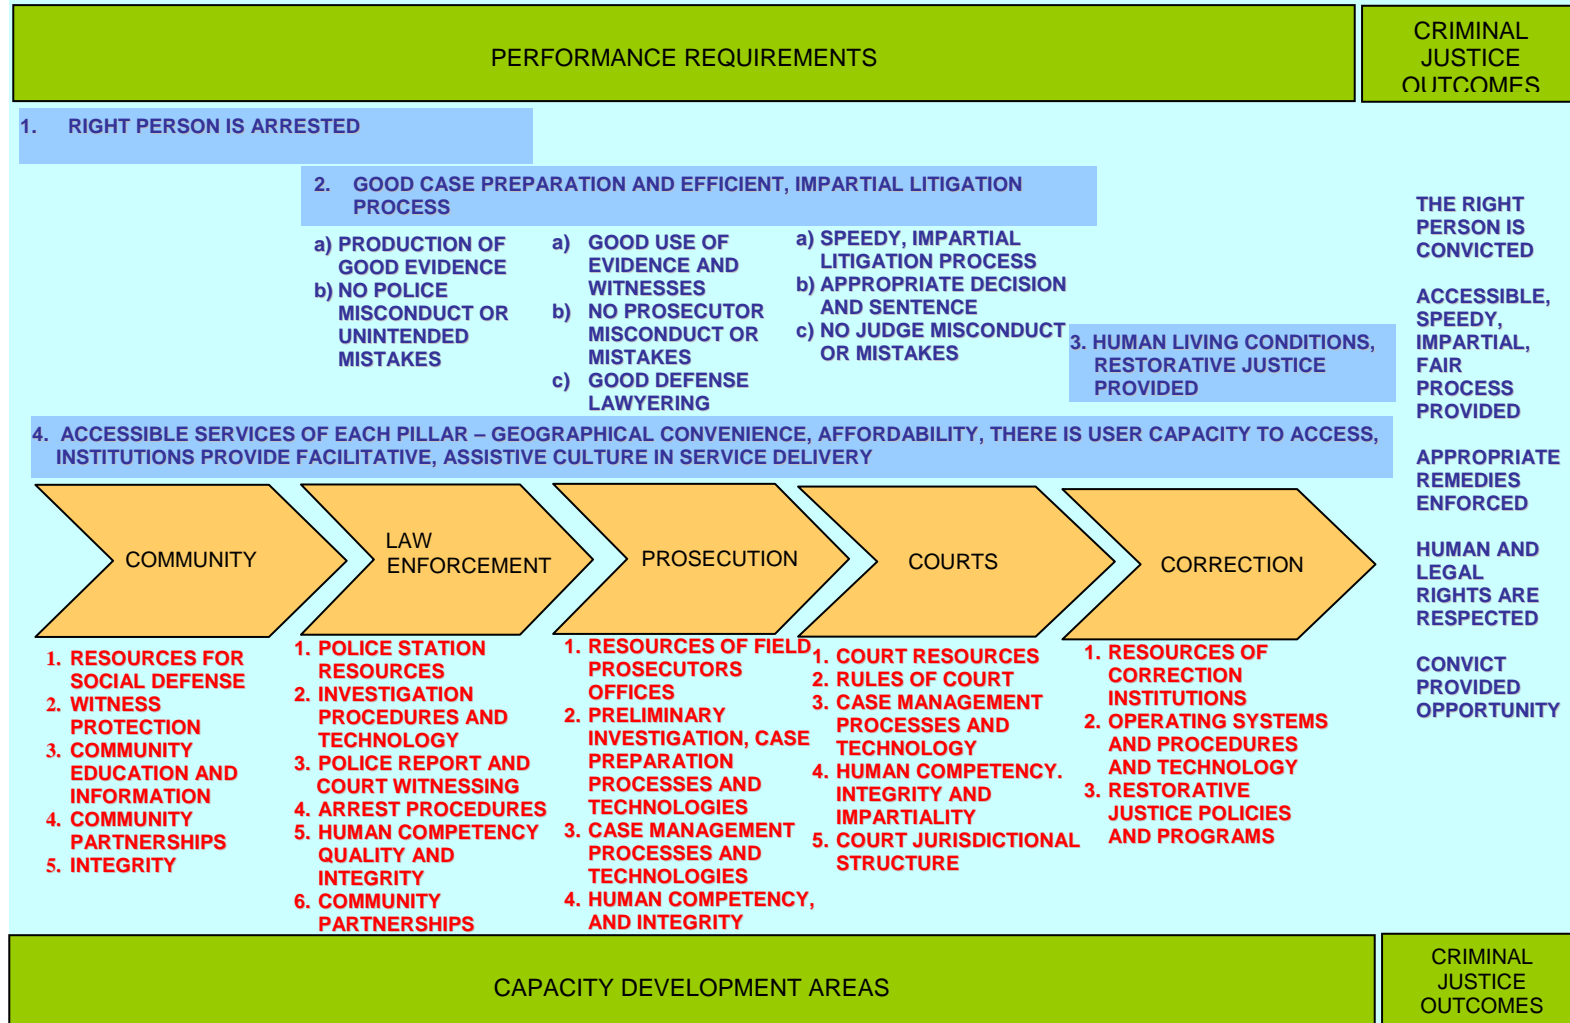 PERFORMANCE REQUIREMENTS
CRIMINAL
JUSTICE
OUTCOMES
1. RIGHT PERSON IS ARRESTED
2. GOOD CASE PREPARATION AND EFFICIENT, IMPARTIAL LITIGATION
PROCESS
a) PRODUCTION OF
GOOD EVIDENCE
b) NO POLICE
MISCONDUCT OR
UNINTENDED
MISTAKES
a) GOOD USE OF
EVIDENCE AND
WITNESSES
b) NO PROSECUTOR
MISCONDUCT OR
MISTAKES
c) GOOD DEFENSE
LAWYERING
a) SPEEDY, IMPARTIAL
LITIGATION PROCESS
b) APPROPRIATE DECISION
AND SENTENCE
c) NO JUDGE MISCONDUCT
OR MISTAKES
3. HUMAN LIVING CONDITIONS,
RESTORATIVE JUSTICE
PROVIDED
4. ACCESSIBLE SERVICES OF EACH PILLAR – GEOGRAPHICAL CONVENIENCE, AFFORDABILITY, THERE IS USER CAPACITY TO ACCESS,
INSTITUTIONS PROVIDE FACILITATIVE, ASSISTIVE CULTURE IN SERVICE DELIVERY
THE RIGHT
PERSON IS
CONVICTED
ACCESSIBLE,
SPEEDY,
IMPARTIAL,
FAIR
PROCESS
PROVIDED
APPROPRIATE
REMEDIES
ENFORCED
HUMAN AND
LEGAL
RIGHTS ARE
RESPECTED
CONVICT
PROVIDED
OPPORTUNITY
COMMUNITY
LAW
ENFORCEMENT
PROSECUTION
COURTS
CORRECTION
1. RESOURCES FOR
SOCIAL DEFENSE
2. WITNESS
PROTECTION
3. COMMUNITY
EDUCATION AND
INFORMATION
4. COMMUNITY
PARTNERSHIPS
5. INTEGRITY
1. POLICE STATION
RESOURCES
2. INVESTIGATION
PROCEDURES AND
TECHNOLOGY
3. POLICE REPORT AND
COURT WITNESSING
4. ARREST PROCEDURES
5. HUMAN COMPETENCY
QUALITY AND
INTEGRITY
6. COMMUNITY
PARTNERSHIPS
1. RESOURCES OF FIELD
PROSECUTORS
OFFICES
2. PRELIMINARY
INVESTIGATION, CASE
PREPARATION
PROCESSES AND
TECHNOLOGIES
3. CASE MANAGEMENT
PROCESSES AND
TECHNOLOGIES
4. HUMAN COMPETENCY,
AND INTEGRITY
1. COURT RESOURCES
2. RULES OF COURT
3. CASE MANAGEMENT
PROCESSES AND
TECHNOLOGY
4. HUMAN COMPETENCY.
INTEGRITY AND
IMPARTIALITY
5. COURT JURISDICTIONAL
STRUCTURE
1. RESOURCES OF
CORRECTION
INSTITUTIONS
2. OPERATING SYSTEMS
AND PROCEDURES
AND TECHNOLOGY
3. RESTORATIVE
JUSTICE POLICIES
AND PROGRAMS
CAPACITY DEVELOPMENT AREAS
CRIMINAL
JUSTICE
OUTCOMES